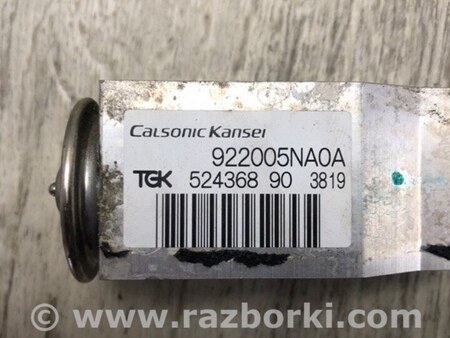 Calsonic Kansei
922005NA0A
TGK 524368 90 3819
© www.razborki.com